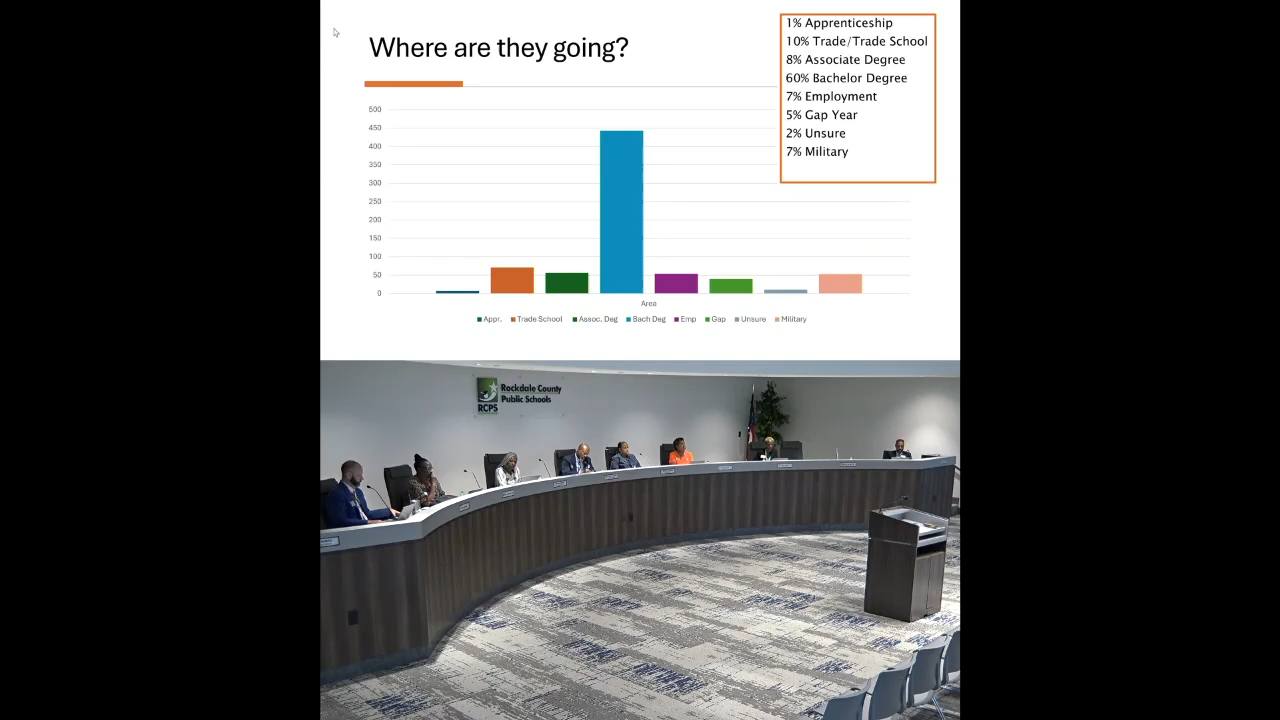 Where are they going?
1% Apprenticeship
10% Trade/Trade School
8% Associate Degree
60% Bachelor Degree
7% Employment
5% Gap Year
2% Unsure
7% Military
500
450
400
350
300
250
200
150
100
50
0
Area
Appr. Trade School Assoc. Deg Bach Deg Emp Gap Unsure Military
Rockdale County
Public Schools
RCPS